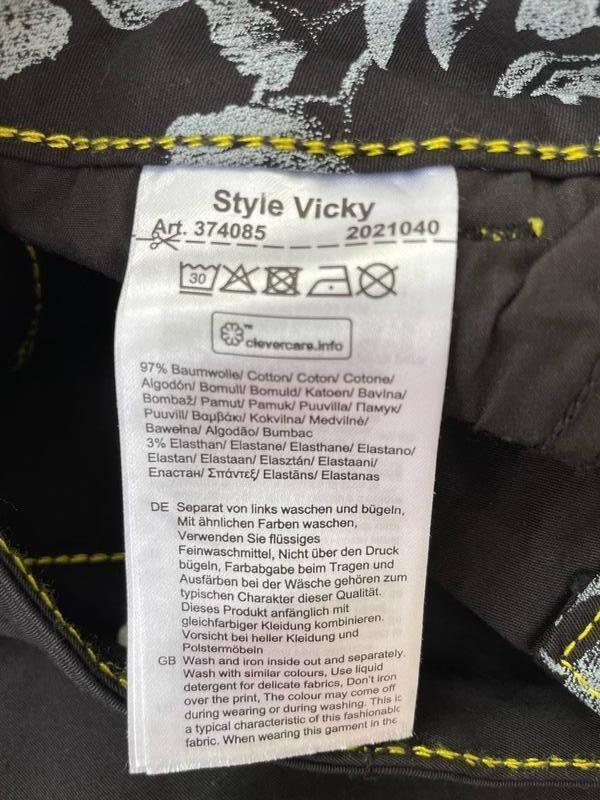 Style Vicky
Art. 374085 2021040
30
clevercare.info
97% Baumwolle/ Cotton/ Coton/ Cotone/
Algodón/ Bomull/ Bomuld/ Katoen/ Bavlna/
Bombaž/ Pamut/ Pamuk/ Puuvilla/ Памук/
Puuvill/ Βαμβάκι/ Kokvilna/ Medvilnė/
Bawełna/ Algodão/ Bumbac
3% Elasthan/ Elastane/ Elasthane/ Elastano/
Elastan/ Elastaan/ Elasztán/ Elastaani/
Еластан/ Σπάντεξ/ Elastāns/ Elastanas
DE Separat von links waschen und bügeln,
Mit ähnlichen Farben waschen,
Verwenden Sie flüssiges
Feinwaschmittel, Nicht über den Druck
bügeln, Farbabgabe beim Tragen und
Ausfärben bei der Wäsche gehören zum
typischen Charakter dieser Qualität.
Dieses Produkt anfänglich mit
gleichfarbiger Kleidung kombinieren.
Vorsicht bei heller Kleidung und
Polstermöbeln
GB Wash and iron inside out and separately.
Wash with similar colours, Use liquid
detergent for delicate fabrics, Don't iron
over the print, The colour may come off
during wearing or during washing. This is
a typical characteristic of this fashionable
fabric. When wearing this garment in the